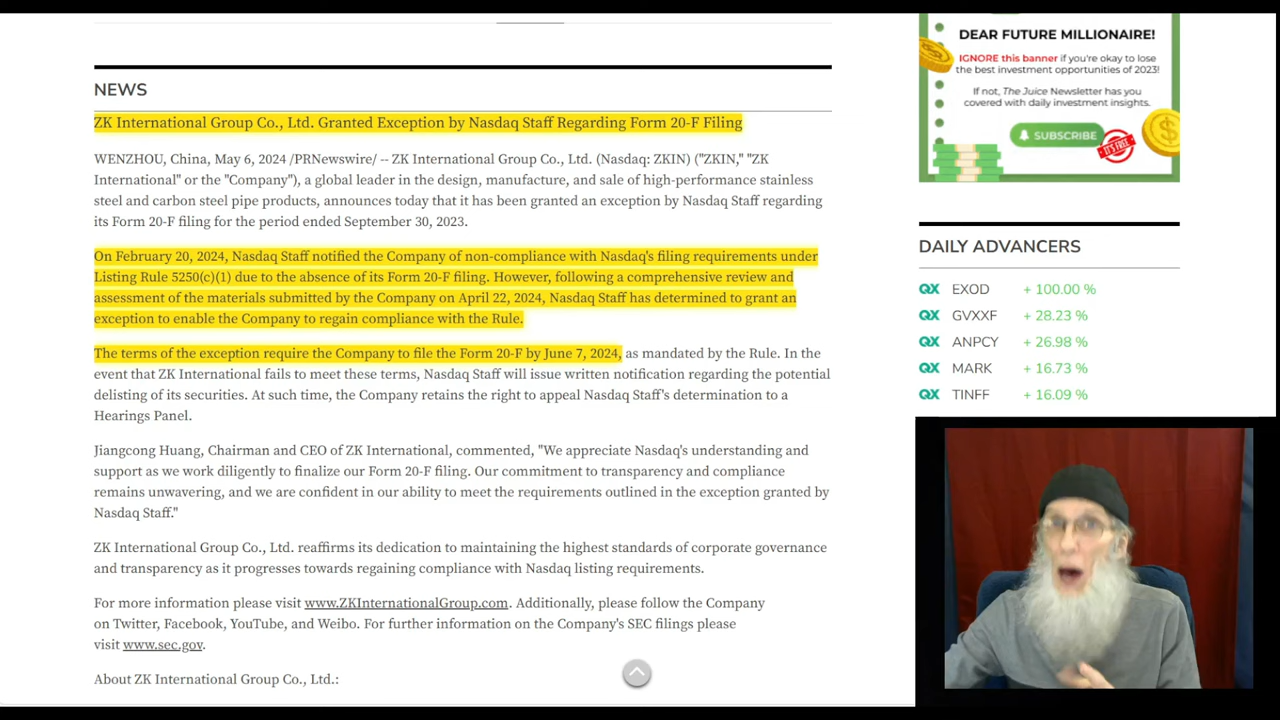 NEWS
ZK International Group Co., Ltd. Granted Exception by Nasdaq Staff Regarding Form 20-F Filing
WENZHOU, China, May 6, 2024 /PRNewswire/ -- ZK International Group Co., Ltd. (Nasdaq: ZKIN) ("ZKIN," "ZK
International" or the "Company"), a global leader in the design, manufacture, and sale of high-performance stainless
steel and carbon steel pipe products, announces today that it has been granted an exception by Nasdaq Staff regarding
its Form 20-F filing for the period ended September 30, 2023.
On February 20, 2024, Nasdaq Staff notified the Company of non-compliance with Nasdaq's filing requirements under
Listing Rule 5250(c)(1) due to the absence of its Form 20-F filing. However, following a comprehensive review and
assessment of the materials submitted by the Company on April 22, 2024, Nasdaq Staff has determined to grant an
exception to enable the Company to regain compliance with the Rule.
The terms of the exception require the Company to file the Form 20-F by June 7, 2024, as mandated by the Rule. In the
event that ZK International fails to meet these terms, Nasdaq Staff will issue written notification regarding the potential
delisting of its securities. At such time, the Company retains the right to appeal Nasdaq Staff's determination to a
Hearings Panel.
Jiangcong Huang, Chairman and CEO of ZK International, commented, "We appreciate Nasdaq's understanding and
support as we work diligently to finalize our Form 20-F filing. Our commitment to transparency and compliance
remains unwavering, and we are confident in our ability to meet the requirements outlined in the exception granted by
Nasdaq Staff."
ZK International Group Co., Ltd. reaffirms its dedication to maintaining the highest standards of corporate governance
and transparency as it progresses towards regaining compliance with Nasdaq listing requirements.
For more information please visit www.ZKInternationalGroup.com. Additionally, please follow the Company
on Twitter, Facebook, YouTube, and Weibo. For further information on the Company's SEC filings please
visit www.sec.gov.
About ZK International Group Co., Ltd.:
DEAR FUTURE MILLIONAIRE!
IGNORE this banner if you're okay to lose
the best investment opportunities of 2023!
If not, The Juice Newsletter has you
covered with daily investment insights.
SUBSCRIBE
IT'S FREE
DAILY ADVANCERS
QX EXOD + 100.00 %
QX GVXXF + 28.23 %
QX ANPCY + 26.98 %
QX MARK + 16.73 %
QX TINFF + 16.09 %